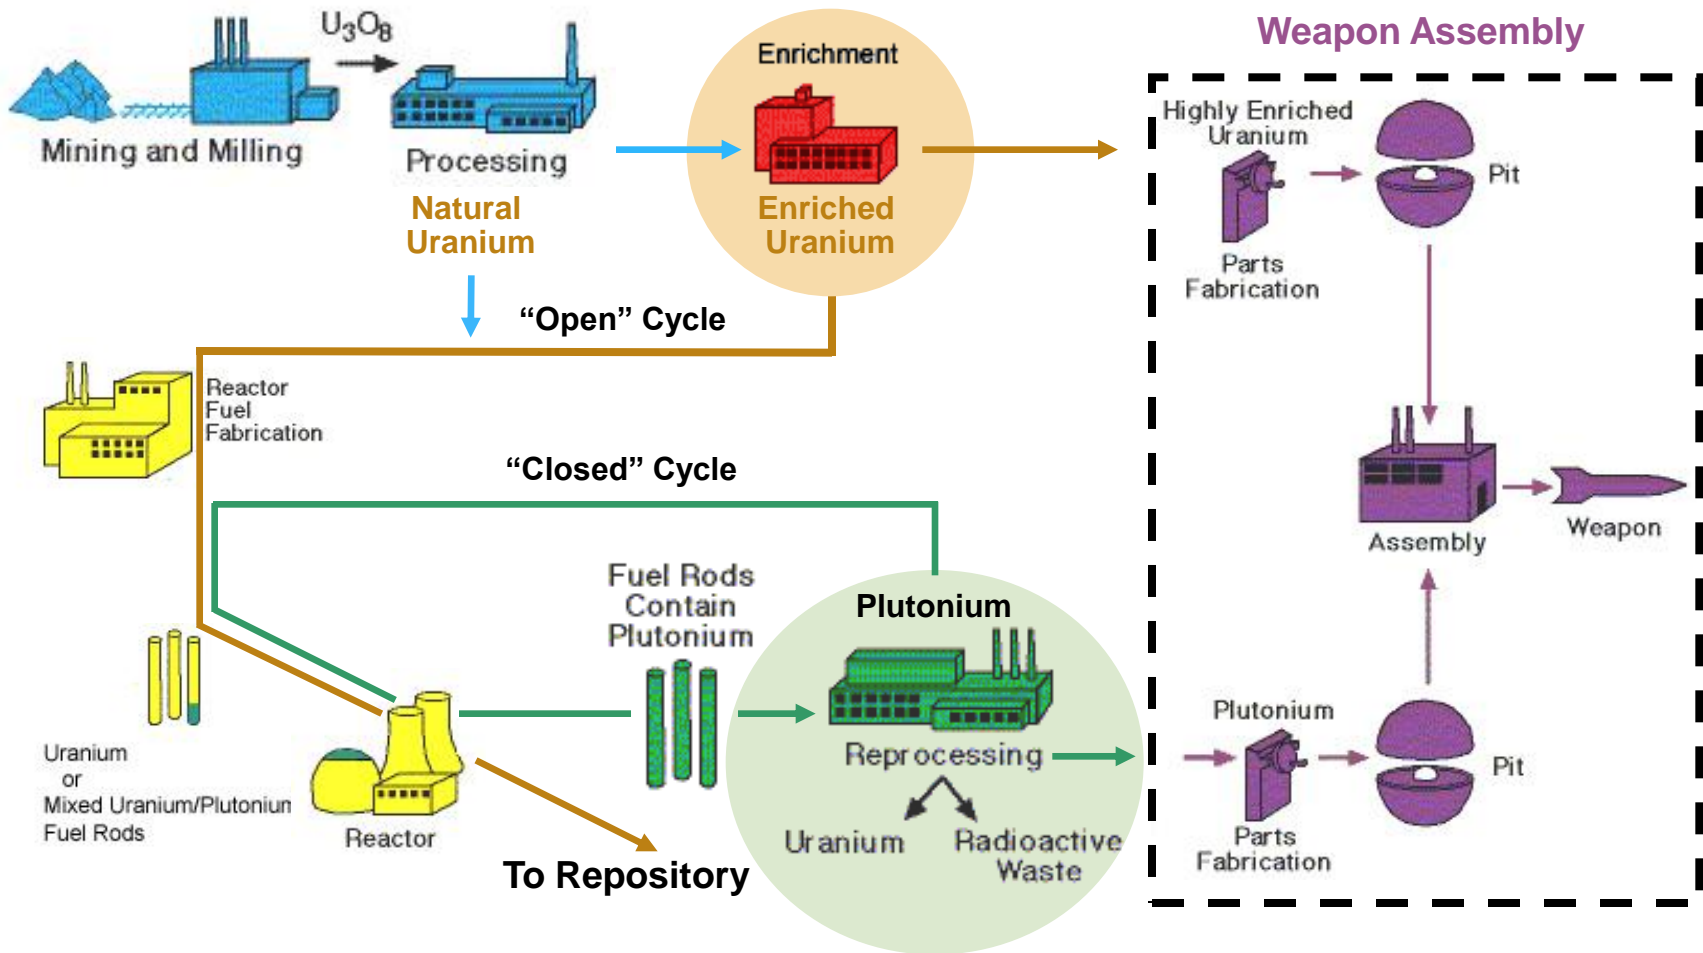 U3O8
Mining and Milling
Processing
Natural
Uranium
Enrichment
Enriched
Uranium
Weapon Assembly
Highly Enriched
Uranium
Pit
Parts
Fabrication
“Open” Cycle
Reactor
Fuel
Fabrication
“Closed” Cycle
Assembly
Weapon
Fuel Rods
Contain
Plutonium
Plutonium
Reprocessing
Uranium
Radioactive
Waste
Uranium
or
Mixed Uranium/Plutonium
Fuel Rods
Reactor
To Repository
Plutonium
Pit
Parts
Fabrication